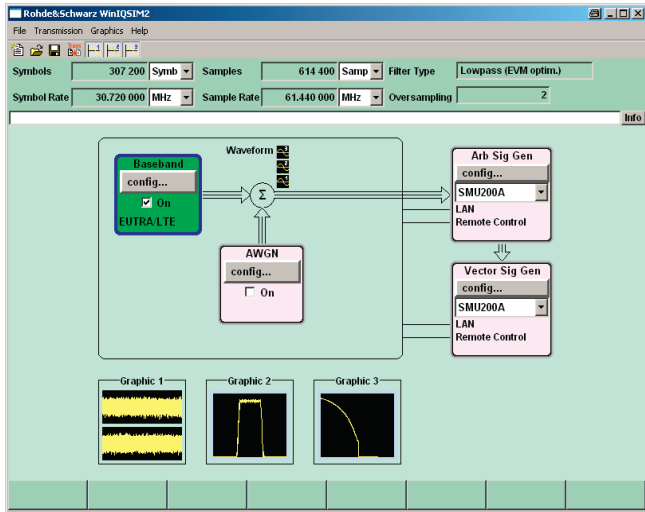 Rohde&Schwarz WinIQSIM2
File Transmission Graphics Help
Symbols 307 200 Symb Samples 614 400 Samp Filter Type Lowpass (EVM optim.)
Symbol Rate 30.720 000 MHz Sample Rate 61.440 000 MHz Oversampling 2
Info
Waveform
Baseband
config...
On
EUTRA/LTE
Σ
AWGN
config...
On
Arb Sig Gen
config...
SMU200A
LAN
Remote Control
Vector Sig Gen
config...
SMU200A
LAN
Remote Control
Graphic 1 Graphic 2 Graphic 3